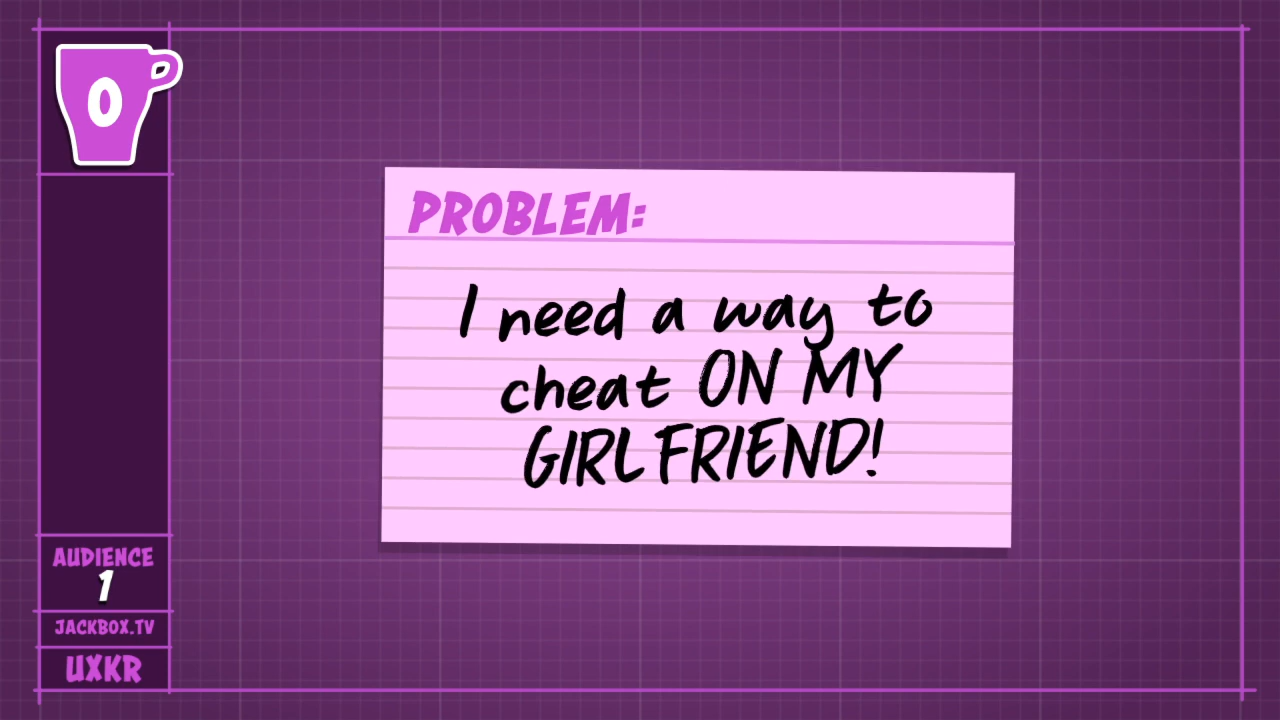 0
PROBLEM:
I need a way to
cheat ON MY
GIRLFRIEND!
AUDIENCE
1
JACKBOX.TV
UXKR